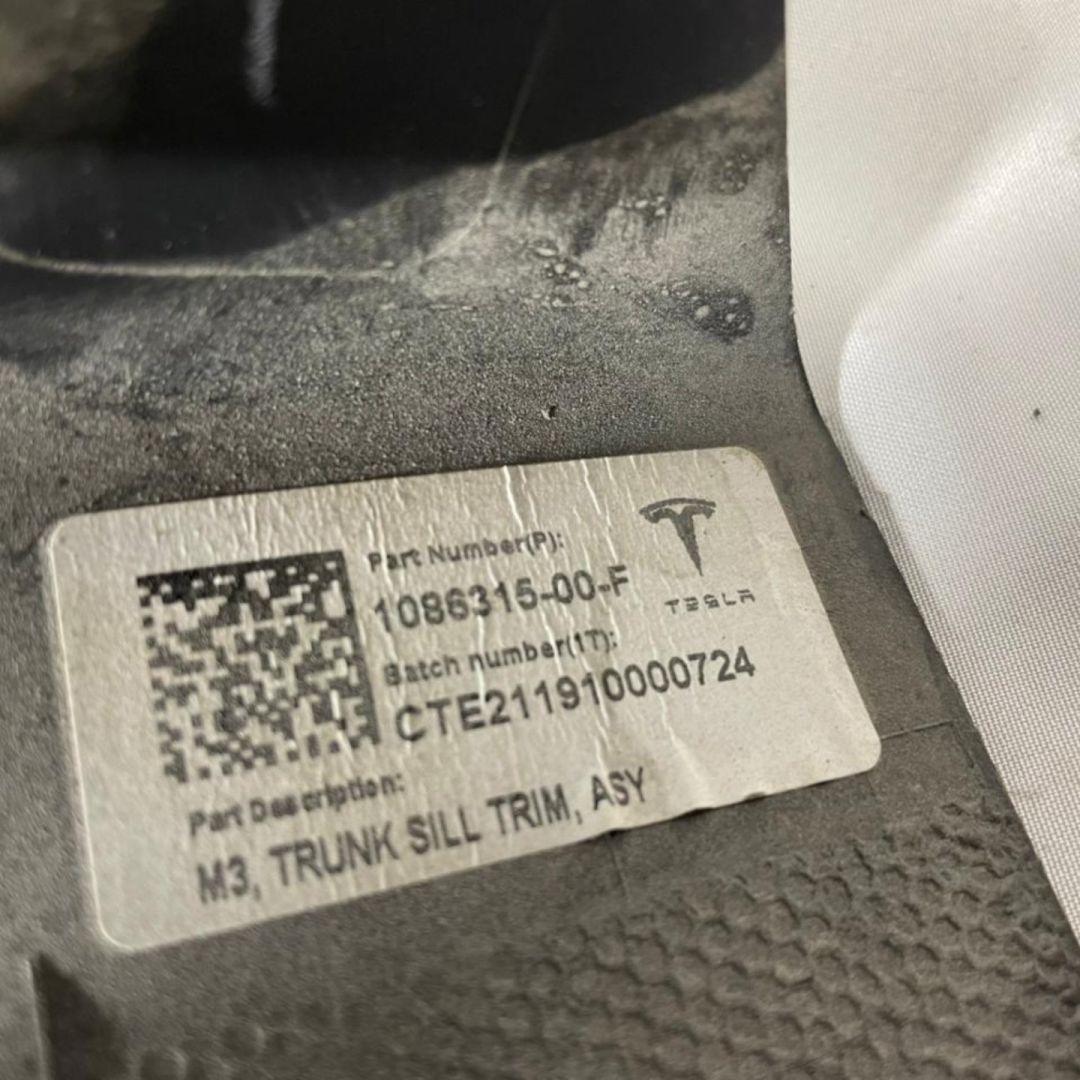 Part Number(P):
1086315-00-F
TESLA
Batch number(1T):
CTE211910000724
Part Description:
M3, TRUNK SILL TRIM, ASY